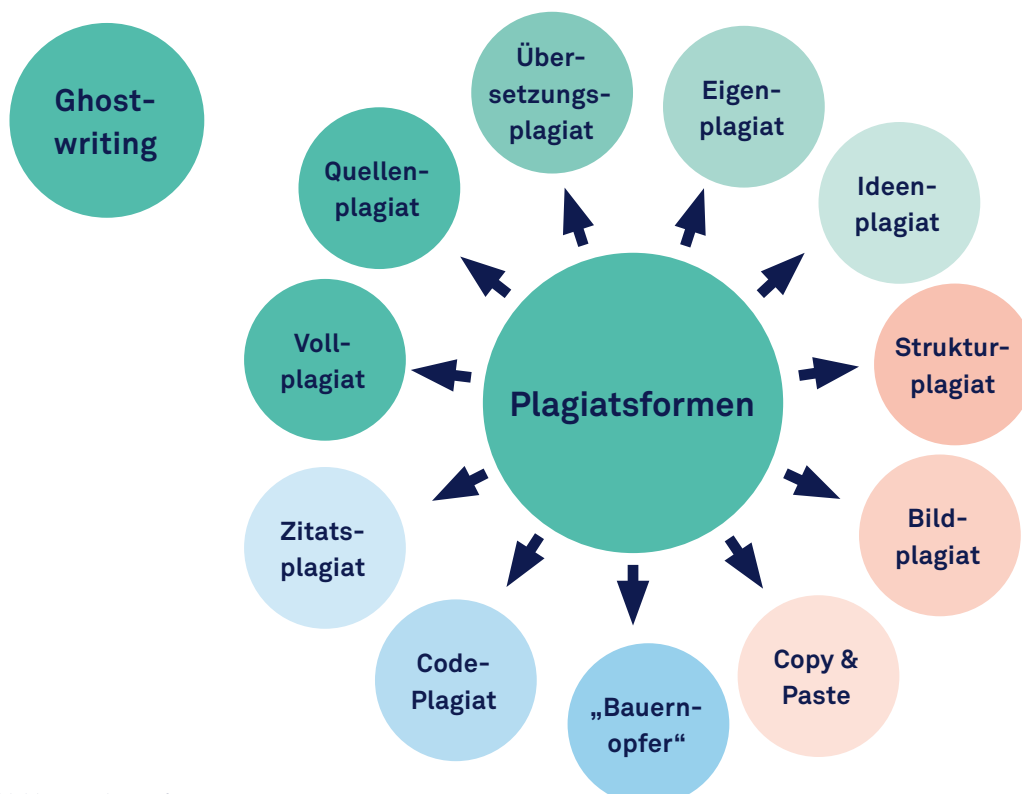 Ghost-
writing
Über-
setzungs-
plagiat
Eigen-
plagiat
Quellen-
plagiat
Ideen-
plagiat
Voll-
plagiat
Plagiatsformen
Struktur-
plagiat
Zitats-
plagiat
Bild-
plagiat
Code-
Plagiat
„Bauern-
opfer“
Copy &
Paste